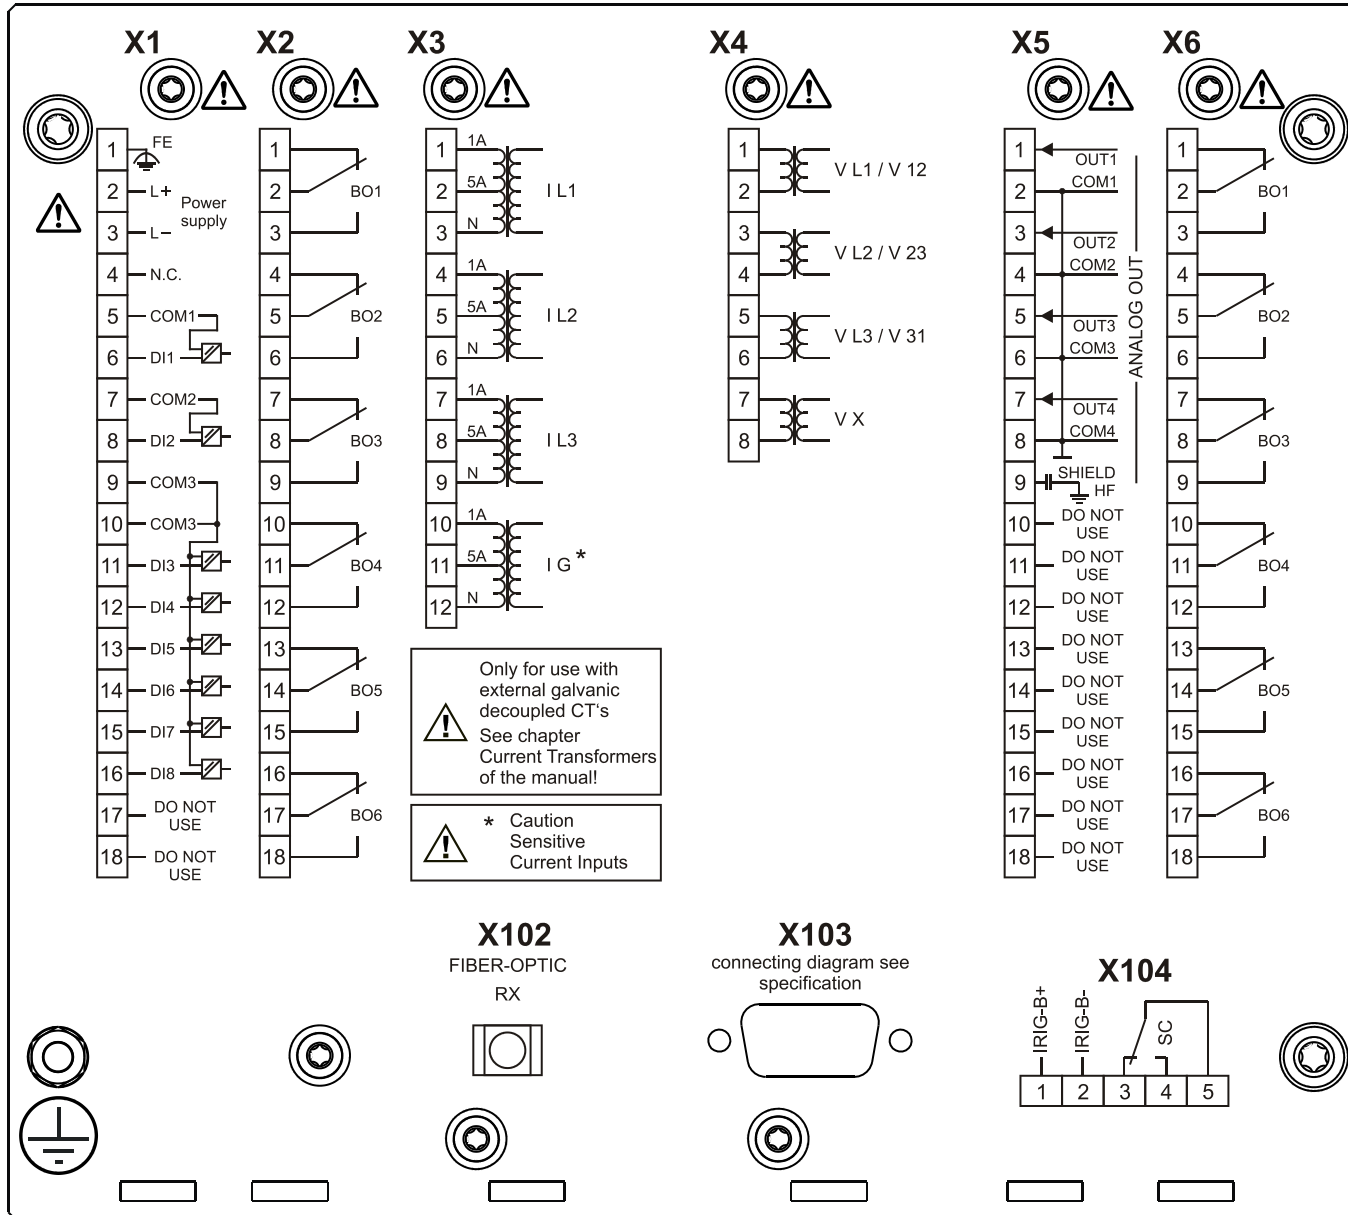 X1
X2
X3
X4
X5
X6
1 FE
2 L+
Power
supply
3 L−
4 N.C.
5 COM1
6 DI1
7 COM2
8 DI2
9 COM3
10 COM3
11 DI3
12 DI4
13 DI5
14 DI6
15 DI7
16 DI8
17 DO NOT
USE
18 DO NOT
USE
1
2 BO1
3
4
5 BO2
6
7
8 BO3
9
10
11 BO4
12
13
14 BO5
15
16
17 BO6
18
1 1A
2 5A I L1
3 N
4 1A
5 5A I L2
6 N
7 1A
8 5A I L3
9 N
10 1A
11 5A I G *
12 N
Only for use with
external galvanic
decoupled CT's
See chapter
Current Transformers
of the manual!
* Caution
Sensitive
Current Inputs
1
V L1 / V 12
2
3
V L2 / V 23
4
5
V L3 / V 31
6
7
V X
8
1 OUT1
2 COM1
3 OUT2
4 COM2
5 OUT3
6 COM3
7 OUT4
8 COM4
ANALOG OUT
9 SHIELD
HF
10 DO NOT
USE
11 DO NOT
USE
12 DO NOT
USE
13 DO NOT
USE
14 DO NOT
USE
15 DO NOT
USE
16 DO NOT
USE
17 DO NOT
USE
18 DO NOT
USE
1
2 BO1
3
4
5 BO2
6
7
8 BO3
9
10
11 BO4
12
13
14 BO5
15
16
17 BO6
18
X102
FIBER-OPTIC
RX
X103
connecting diagram see
specification
X104
IRIG-B+
IRIG-B-
SC
1 2 3 4 5